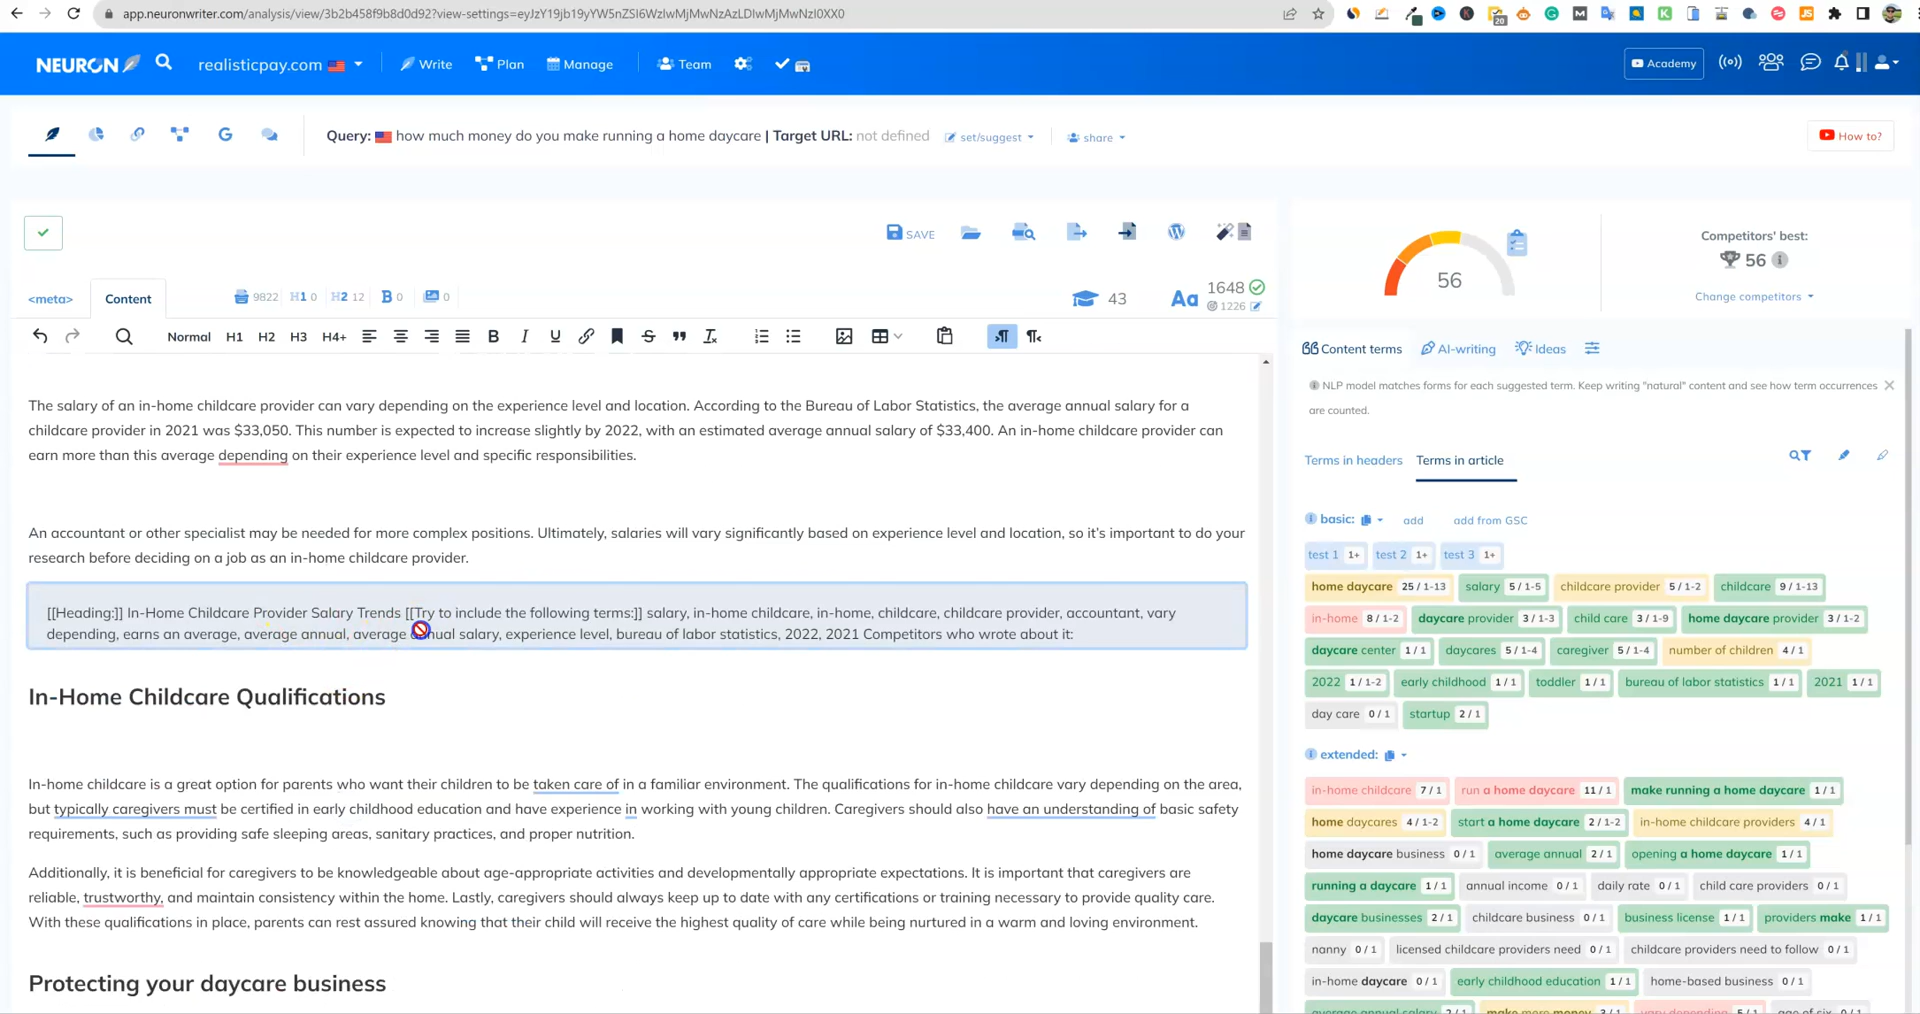 app.neuronwriter.com/analysis/view/3b2b458f9b8d0d92?view-settings=eyJzY19jb19yYW5nZSI6WzIwMjMwNzAzLDIwMjMwNzI0XX0
20
NEURON
realisticpay.com
Write
Plan
Manage
Team
Academy
Query: how much money do you make running a home daycare | Target URL: not defined
set/suggest
share
How to?
SAVE
<meta>
Content
9822
H1 0
H2 12
B 0
0
43
Aa
1648
1226
56
Competitors' best:
56
Change competitors
Normal H1 H2 H3 H4+
Content terms
AI-writing
Ideas
NLP model matches forms for each suggested term. Keep writing "natural" content and see how term occurrences
are counted.
The salary of an in-home childcare provider can vary depending on the experience level and location. According to the Bureau of Labor Statistics, the average annual salary for a
childcare provider in 2021 was $33,050. This number is expected to increase slightly by 2022, with an estimated average annual salary of $33,400. An in-home childcare provider can
earn more than this average depending on their experience level and specific responsibilities.
An accountant or other specialist may be needed for more complex positions. Ultimately, salaries will vary significantly based on experience level and location, so it's important to do your
research before deciding on a job as an in-home childcare provider.
[[Heading:]] In-Home Childcare Provider Salary Trends [[Try to include the following terms:]] salary, in-home childcare, in-home, childcare, childcare provider, accountant, vary
depending, earns an average, average annual, average annual salary, experience level, bureau of labor statistics, 2022, 2021 Competitors who wrote about it:
In-Home Childcare Qualifications
In-home childcare is a great option for parents who want their children to be taken care of in a familiar environment. The qualifications for in-home childcare vary depending on the area,
but typically caregivers must be certified in early childhood education and have experience in working with young children. Caregivers should also have an understanding of basic safety
requirements, such as providing safe sleeping areas, sanitary practices, and proper nutrition.
Additionally, it is beneficial for caregivers to be knowledgeable about age-appropriate activities and developmentally appropriate expectations. It is important that caregivers are
reliable, trustworthy, and maintain consistency within the home. Lastly, caregivers should always keep up to date with any certifications or training necessary to provide quality care.
With these qualifications in place, parents can rest assured knowing that their child will receive the highest quality of care while being nurtured in a warm and loving environment.
Protecting your daycare business
Terms in headers
Terms in article
basic:
add
add from GSC
test 1 1+
test 2 1+
test 3 1+
home daycare 25 / 1-13
salary 5 / 1-5
childcare provider 5 / 1-2
childcare 9 / 1-13
in-home 8 / 1-2
daycare provider 3 / 1-3
child care 3 / 1-9
home daycare provider 3 / 1-2
daycare center 1 / 1
daycares 5 / 1-4
caregiver 5 / 1-4
number of children 4 / 1
2022 1 / 1-2
early childhood 1 / 1
toddler 1 / 1
bureau of labor statistics 1 / 1
2021 1 / 1
day care 0 / 1
startup 2 / 1
extended:
in-home childcare 7 / 1
run a home daycare 11 / 1
make running a home daycare 1 / 1
home daycares 4 / 1-2
start a home daycare 2 / 1-2
in-home childcare providers 4 / 1
home daycare business 0 / 1
average annual 2 / 1
opening a home daycare 1 / 1
running a daycare 1 / 1
annual income 0 / 1
daily rate 0 / 1
child care providers 0 / 1
daycare businesses 2 / 1
childcare business 0 / 1
business license 1 / 1
providers make 1 / 1
nanny 0 / 1
licensed childcare providers need 0 / 1
childcare providers need to follow 0 / 1
in-home daycare 0 / 1
early childhood education 1 / 1
home-based business 0 / 1
average annual salary 2 / 1
make more money 3 / 1
vary depending 5 / 1
age of six 0 / 1